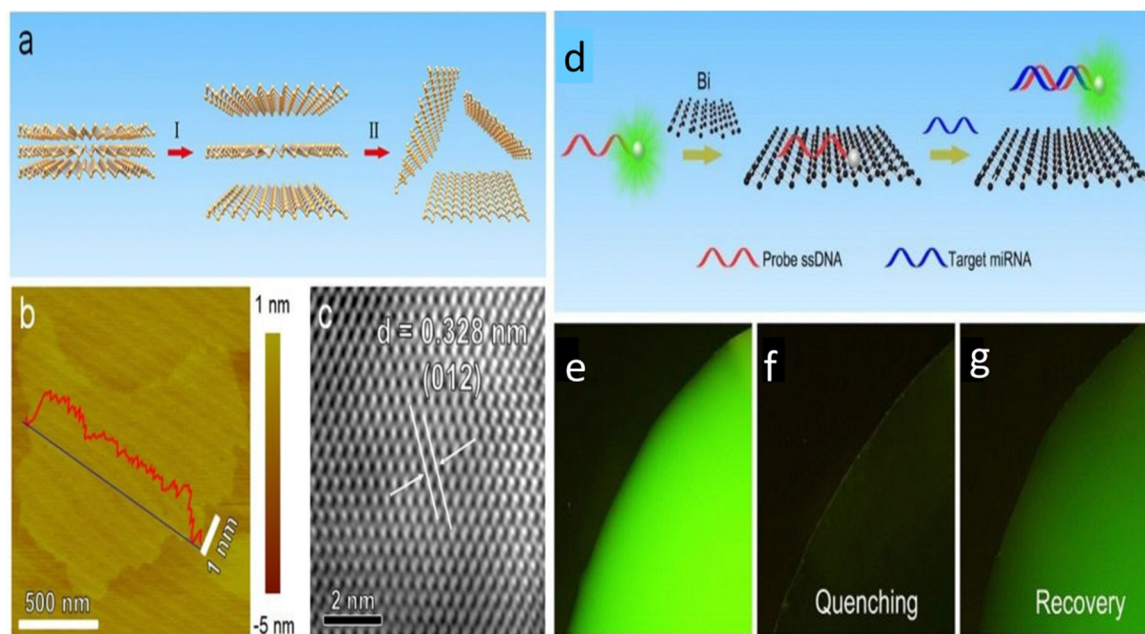 a
I
II
b
1 nm
1 nm
500 nm
-5 nm
c
d = 0.328 nm
(012)
2 nm
d
Bi
Probe ssDNA
Target miRNA
e
f
Quenching
g
Recovery